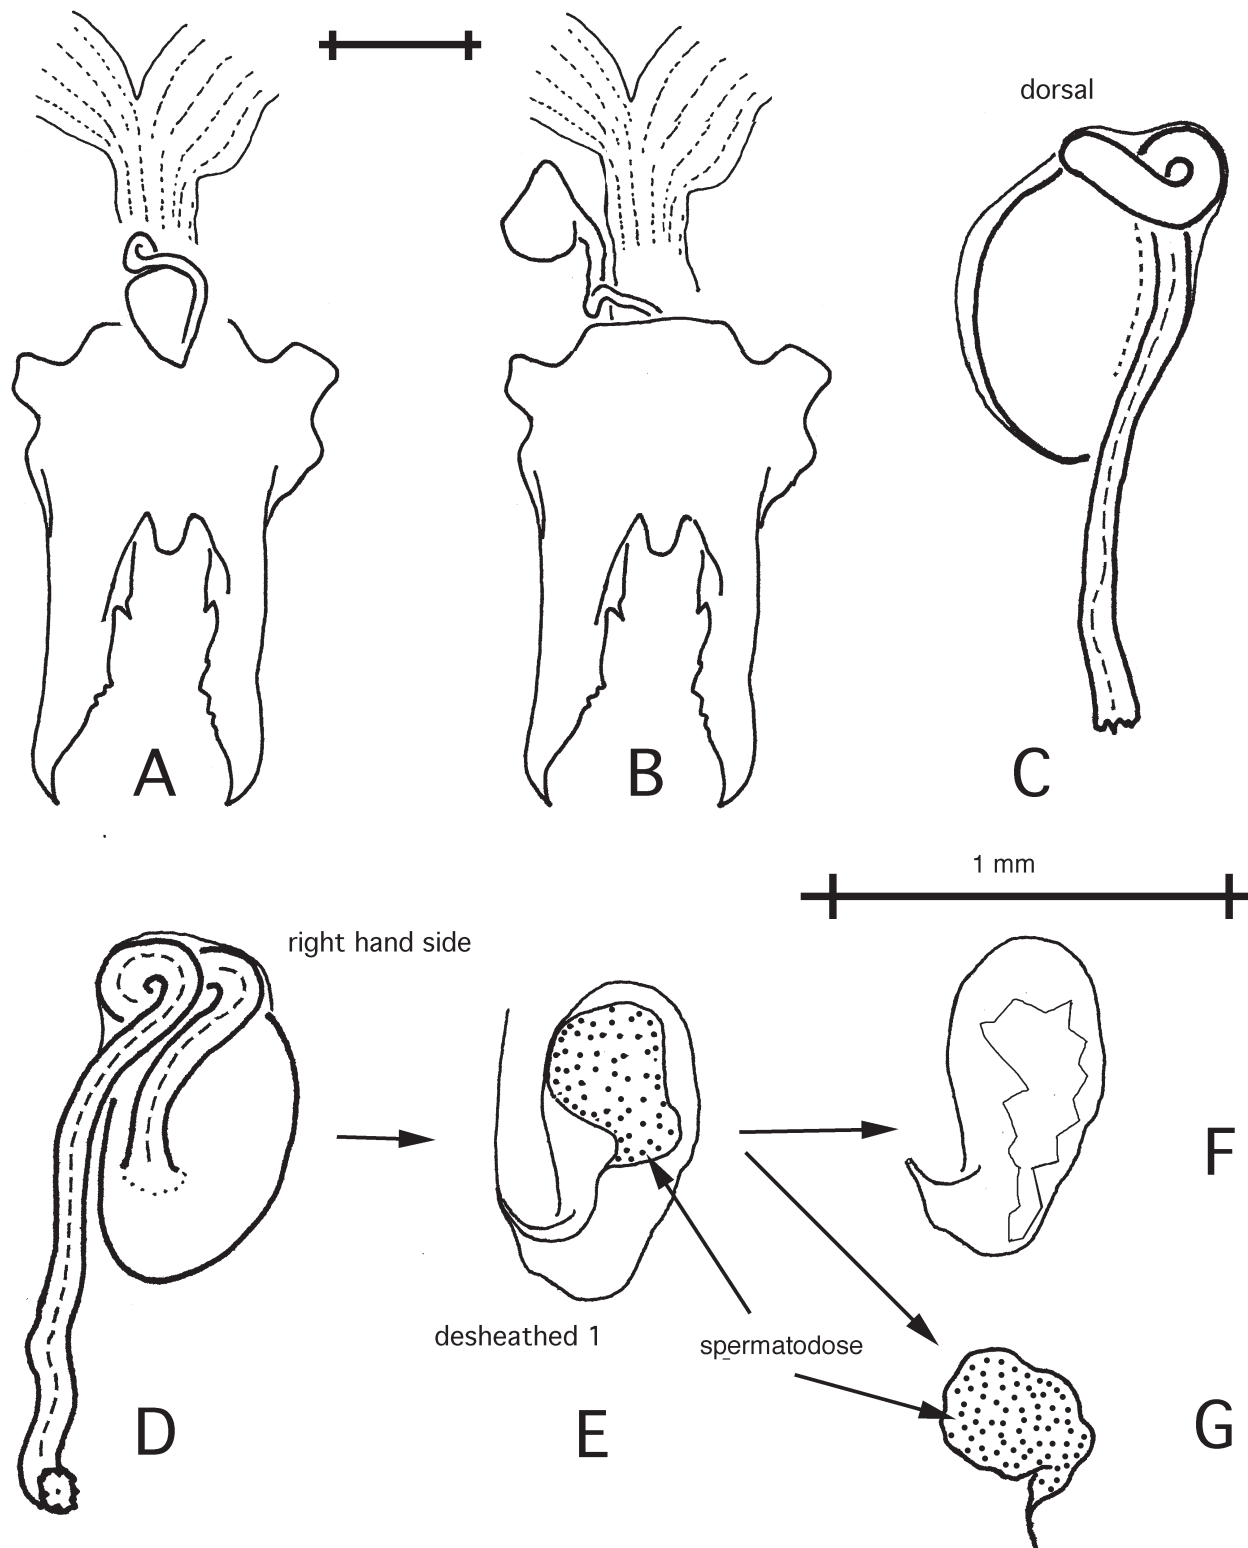 dorsal
A
B
C
1 mm
right hand side
F
desheathed 1
spermatodose
D
E
G